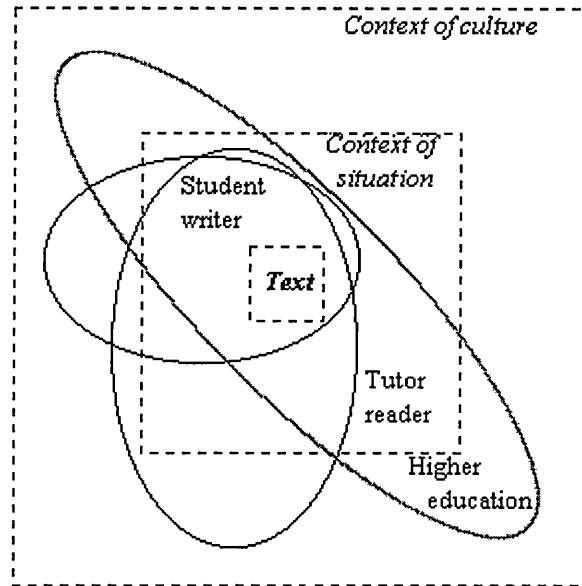 Context of culture
Context of
situation
Student
writer
Text
Tutor
reader
Higher
education